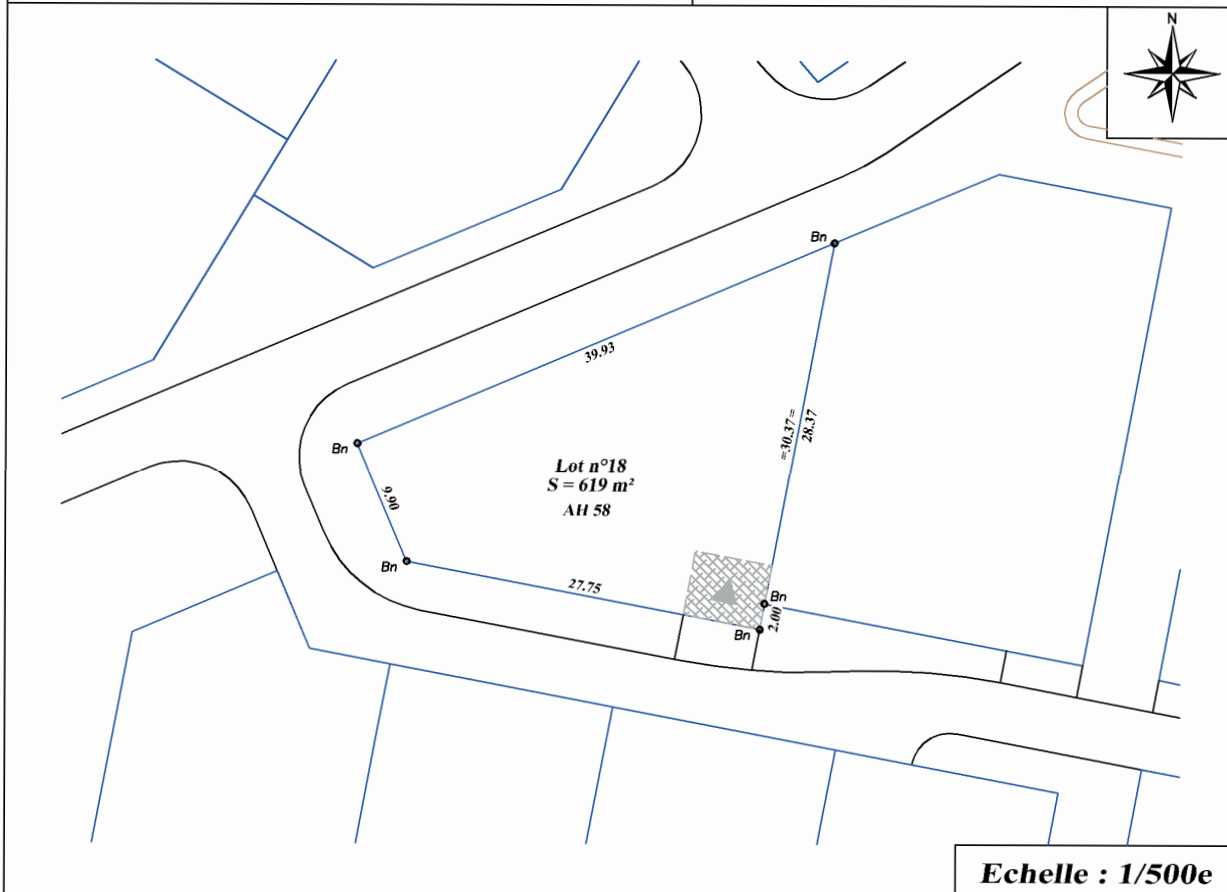 N
Bn
39.93
=30.37=
28.37
Bn
Lot n°18
S = 619 m²
AH 58
9.90
Bn
27.75
Bn
2.00
Bn
Echelle : 1/500e